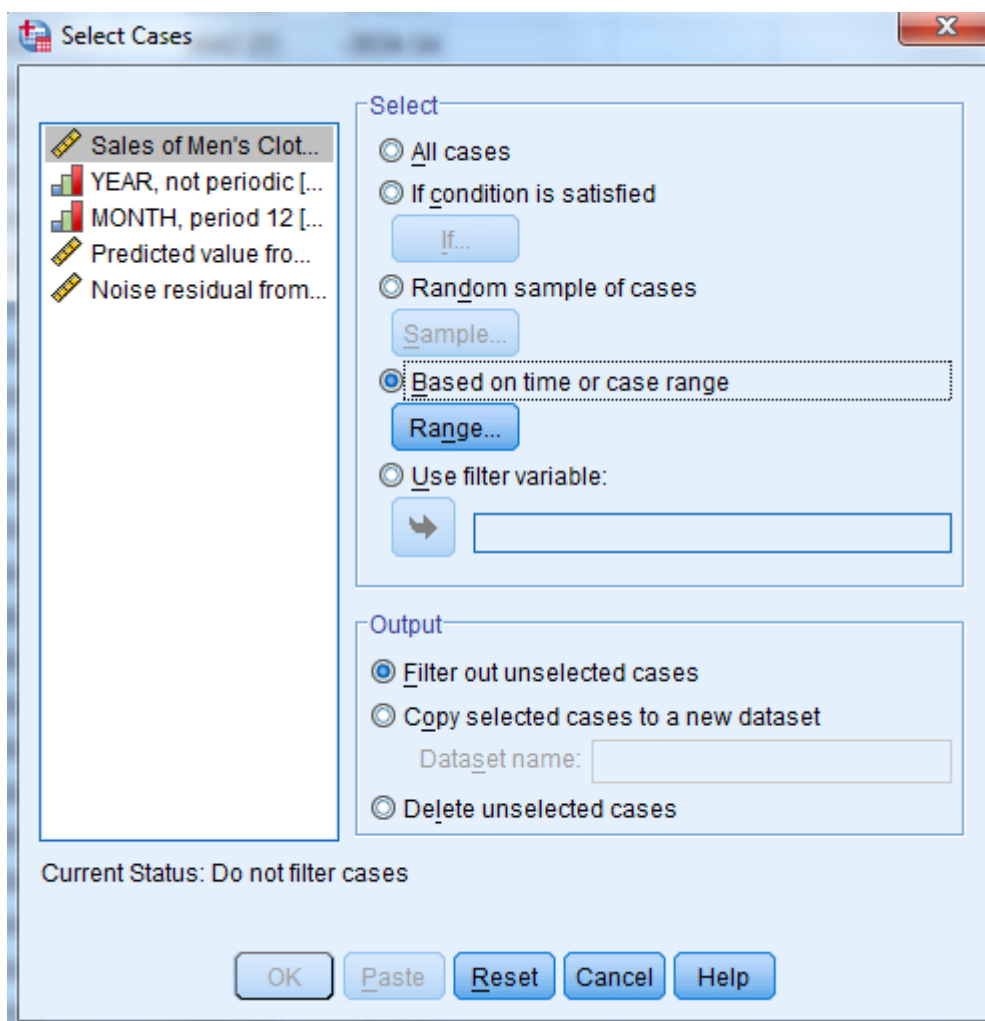 Select Cases
Sales of Men's Clot...
YEAR, not periodic [...
MONTH, period 12 [...
Predicted value fro...
Noise residual from...
Select
All cases
If condition is satisfied
If...
Random sample of cases
Sample...
Based on time or case range
Range...
Use filter variable:
Output
Filter out unselected cases
Copy selected cases to a new dataset
Dataset name:
Delete unselected cases
Current Status: Do not filter cases
OK Paste Reset Cancel Help